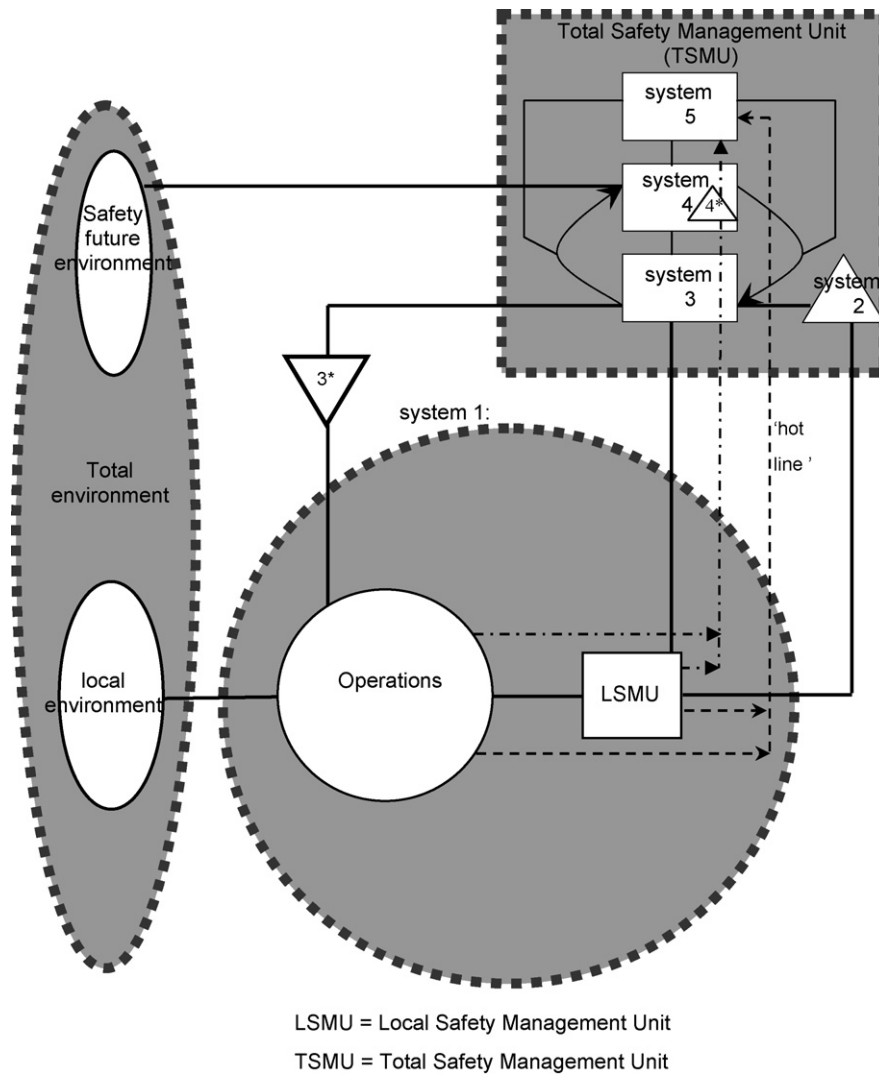 Total Safety Management Unit
(TSMU)
system
5
system
4
4*
system
3
system
2
Safety
future
environment
3*
system 1:
'hot
line '
Total
environment
Operations
local
environment
LSMU
LSMU = Local Safety Management Unit
TSMU = Total Safety Management Unit